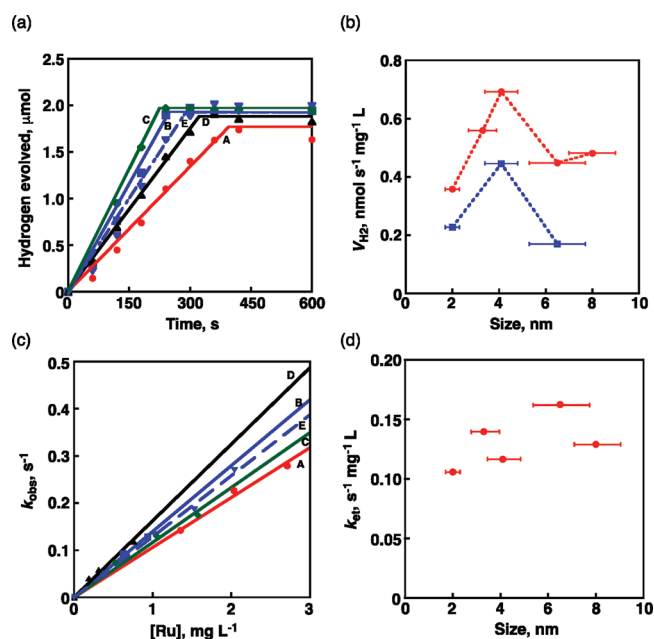 (a)
Hydrogen evolved, μmol
2.5
2.0
1.5
1.0
0.5
0.0
C
B
E
D
A
150
300
450
600
Time, s
(b)
V_H2, nmol s⁻¹ mg⁻¹ L
0.8
0.6
0.4
0.2
0
0
2
4
6
8
10
Size, nm
(c)
k_obs, s⁻¹
0.5
0.4
0.3
0.2
0.1
0
D
B
E
C
A
1
2
3
[Ru], mg L⁻¹
(d)
k_et, s⁻¹ mg⁻¹ L
0.20
0.15
0.10
0.05
0.00
0
2
4
6
8
10
Size, nm